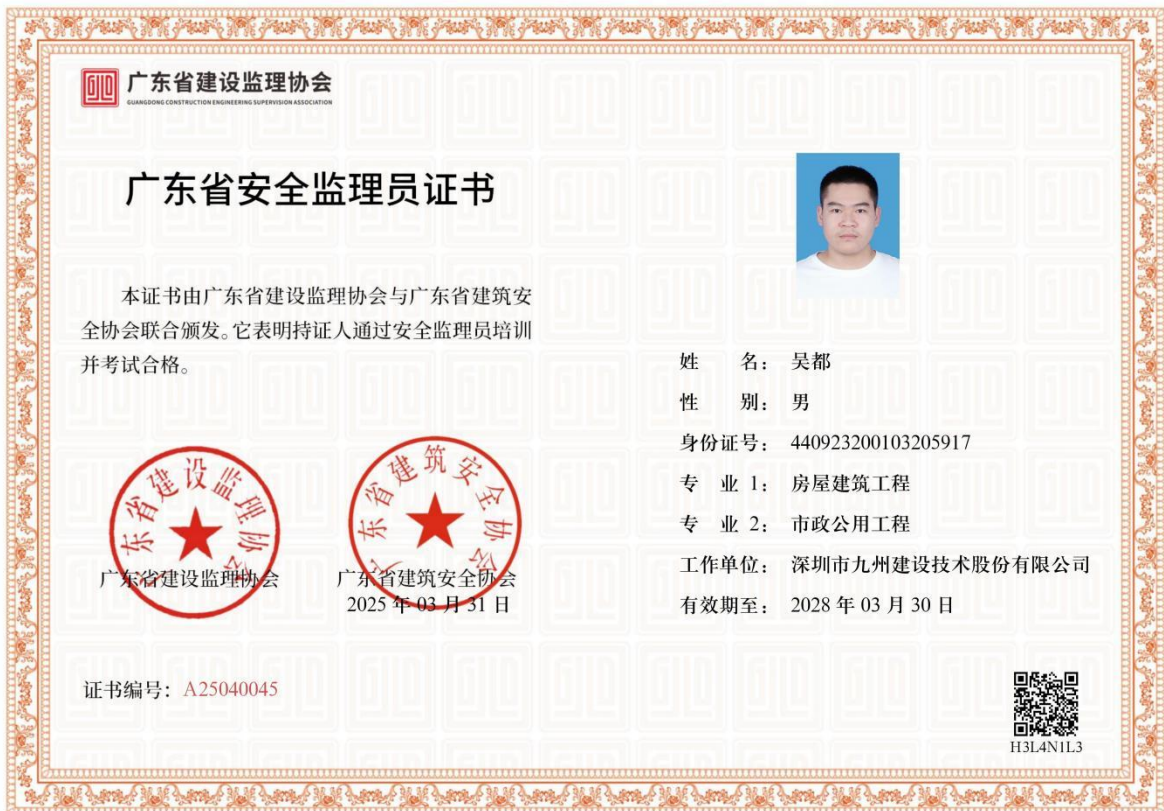 广东省建设监理协会
GUANGDONG CONSTRUCTION ENGINEERING SUPERVISION ASSOCIATION
广东省安全监理员证书
本证书由广东省建设监理协会与广东省建筑安
全协会联合颁发。它表明持证人通过安全监理员培训
并考试合格。
广东省建设监理协会
广东省建筑安全协会
广东省建设监理协会
广东省建筑安全协会
2025 年 03 月 31 日
证书编号：A25040045
姓 名：吴都
性 别：男
身份证号：440923200103205917
专 业 1：房屋建筑工程
专 业 2：市政公用工程
工作单位：深圳市九州建设技术股份有限公司
有效期至：2028 年 03 月 30 日
H3L4N1L3